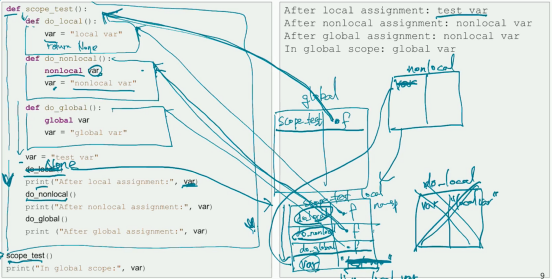 def scope_test():
def do_local():
var = "local var"
return None
def do_nonlocal():
nonlocal var
var = "nonlocal var"
def do_global():
global var
var = "global var"
var = "test var"
None
do_local()
print("After local assignment:", var)
do_nonlocal()
print("After nonlocal assignment:", var)
do_global()
print ("After global assignment:", var)
scope_test()
print("In global scope:", var)
After local assignment: test var
After nonlocal assignment: nonlocal var
After global assignment: nonlocal var
In global scope: global var
nonlocal
var
global
scope_test f
scope_test local
do_local f
do_nonlocal f
do_global f
var
do_local
var
9